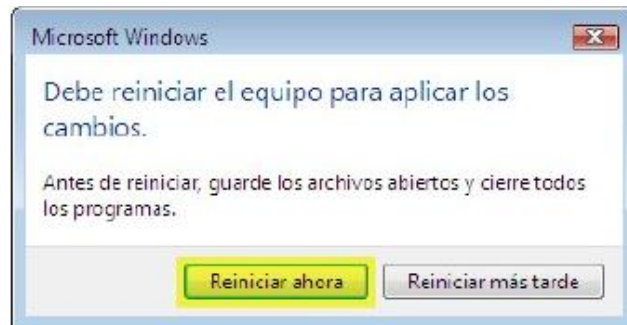 Microsoft Windows
Debe reiniciar el equipo para aplicar los
cambios.
Antes de reiniciar, guarde los archivos abiertos y cierre todos
los programas.
Reiniciar ahora
Reiniciar más tarde